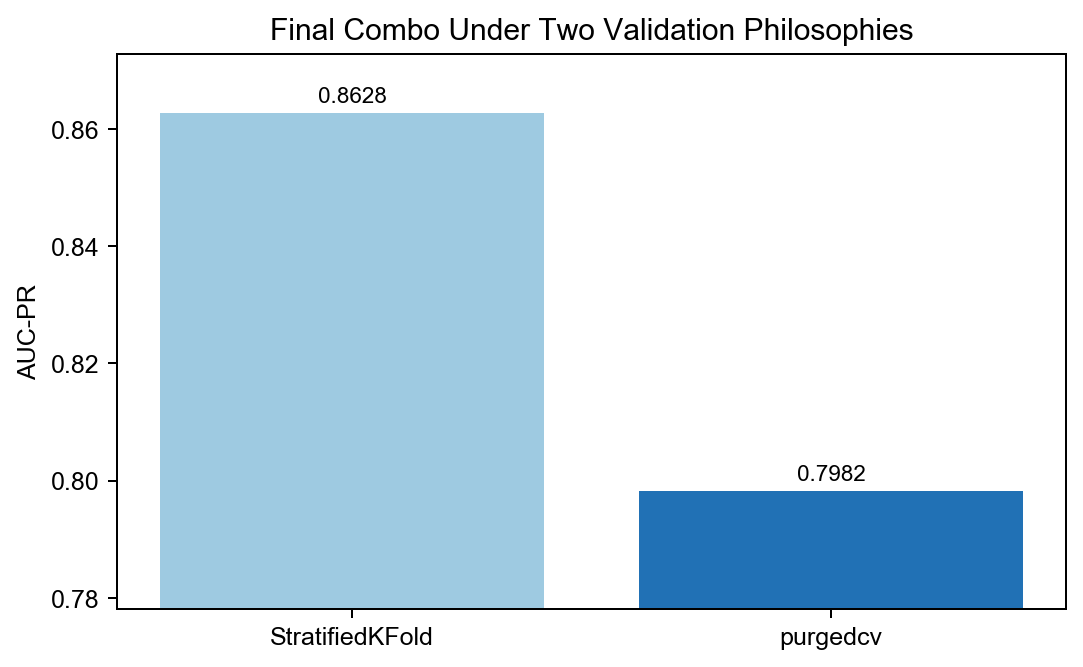 Final Combo Under Two Validation Philosophies
0.8628
0.86
0.84
0.82
0.7982
0.80
0.78
AUC-PR
StratifiedKFold
purgedcv